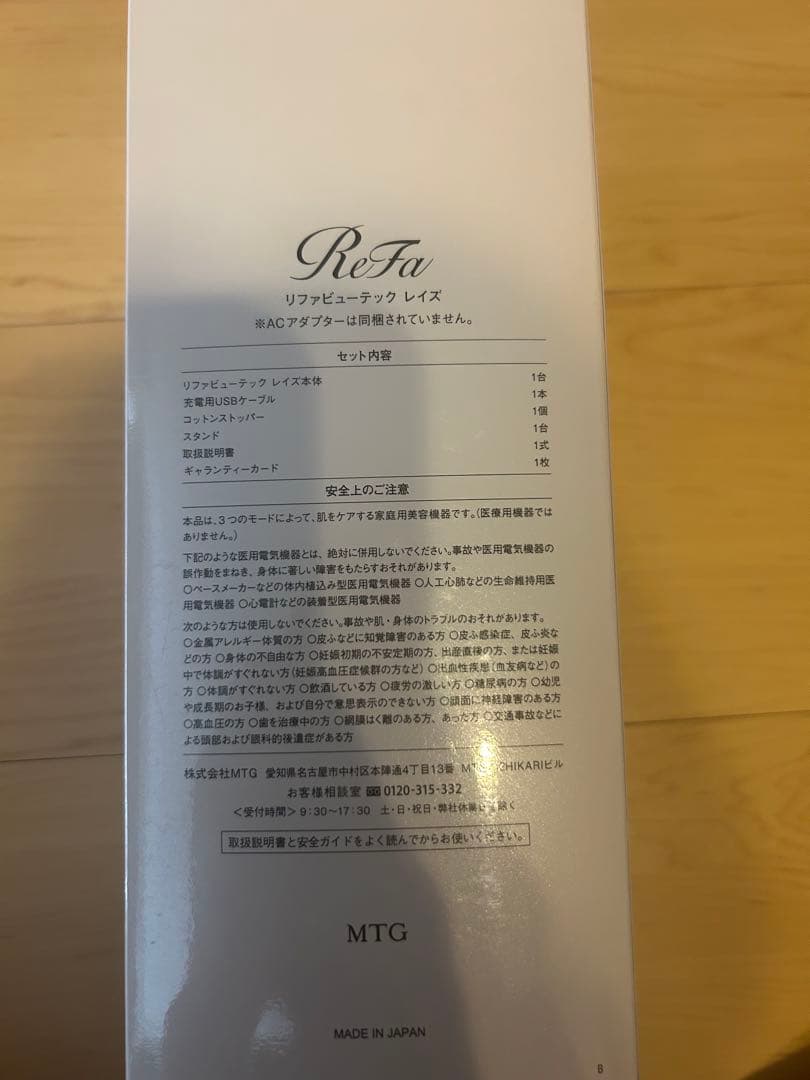 ReFa
リファビューテック レイズ
※ACアダプターは同梱されていません。
セット内容
リファビューテック レイズ本体 1台
充電用USBケーブル 1本
コットンストッパー 1個
スタンド 1台
取扱説明書 1式
ギャランティーカード 1枚
安全上のご注意
本品は、3つのモードによって、肌をケアする家庭用美容機器です。(医療用機器では
ありません。)
下記のような医用電気機器とは、絶対に併用しないでください。事故や医用電気機器の
誤作動をまねき、身体に著しい障害をもたらすおそれがあります。
○ペースメーカーなどの体内植込み型医用電気機器 ○人工心肺などの生命維持用医
用電気機器 ○心電計などの装着型医用電気機器
次のような方は使用しないでください。事故や肌・身体のトラブルのおそれがあります。
○金属アレルギー体質の方 ○皮ふなどに知覚障害のある方 ○皮ふ感染症、皮ふ炎な
どの方 ○身体の不自由な方 ○妊娠初期の不安定期の方、出産直後の方、または妊娠
中で体調がすぐれない方(妊娠高血圧症候群の方など) ○出血性疾患(血友病など)の
方 ○体調がすぐれない方 ○飲酒している方 ○疲労の激しい方 ○糖尿病の方 ○幼児
や成長期のお子様、および自分で意思表示のできない方 ○顔面に神経障害のある方
○高血圧の方 ○歯を治療中の方 ○網膜はく離のある方、あった方 ○交通事故などに
よる頭部および眼科的後遺症がある方
株式会社MTG 愛知県名古屋市中村区本陣通4丁目13番 MTG HIKARIビル
お客様相談室 0120-315-332
<受付時間> 9:30~17:30 土・日・祝日・弊社休業日を除く
取扱説明書と安全ガイドをよく読んでからお使いください。
MTG
MADE IN JAPAN
B